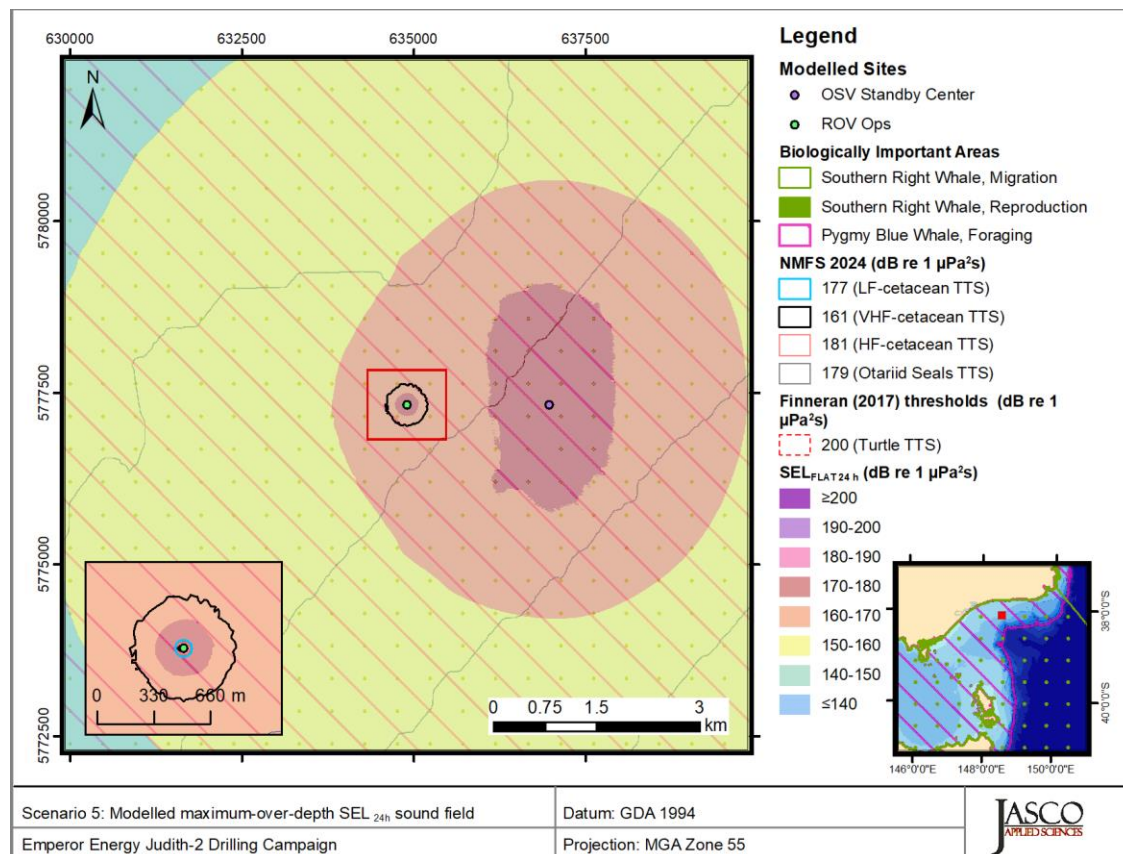 630000 632500 635000 637500
5780000
5777500
5775000
5772500
N
0 330 660 m
0 0.75 1.5 3
km
Legend
Modelled Sites
OSV Standby Center
ROV Ops
Biologically Important Areas
Southern Right Whale, Migration
Southern Right Whale, Reproduction
Pygmy Blue Whale, Foraging
NMFS 2024 (dB re 1 µPa²s)
177 (LF-cetacean TTS)
161 (VHF-cetacean TTS)
181 (HF-cetacean TTS)
179 (Otariid Seals TTS)
Finneran (2017) thresholds (dB re 1
µPa²s)
200 (Turtle TTS)
SEL FLAT 24 h (dB re 1 µPa²s)
≥200
190-200
180-190
170-180
160-170
150-160
140-150
≤140
38°0'0"S
40°0'0"S
146°0'0"E 148°0'0"E 150°0'0"E
Scenario 5: Modelled maximum-over-depth SEL 24h sound field
Datum: GDA 1994
Emperor Energy Judith-2 Drilling Campaign
Projection: MGA Zone 55
JASCO
APPLIED SCIENCES